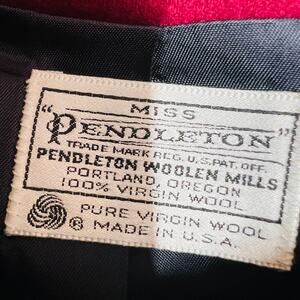 MISS
"PENDLETON"
TRADE MARK REG. U.S. PAT. OFF.
PENDLETON WOOLEN MILLS
PORTLAND, OREGON
100% VIRGIN WOOL
PURE VIRGIN WOOL
® MADE IN U.S.A.